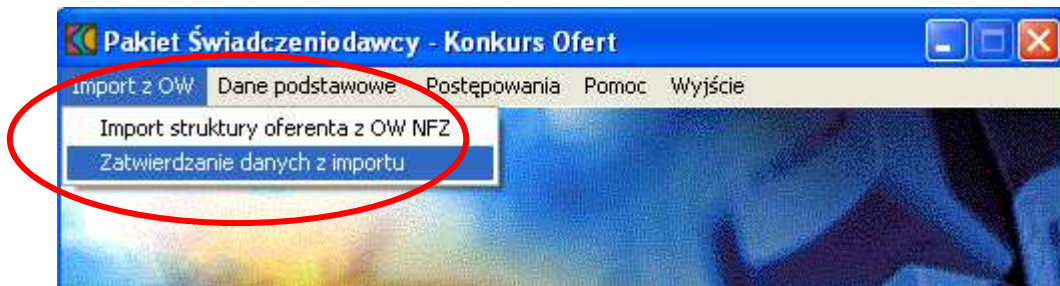 Pakiet Świadczeniodawcy - Konkurs Ofert
Import z OW Dane podstawowe Postępowania Pomoc Wyjście
Import struktury oferenta z OW NFZ
Zatwierdzanie danych z importu